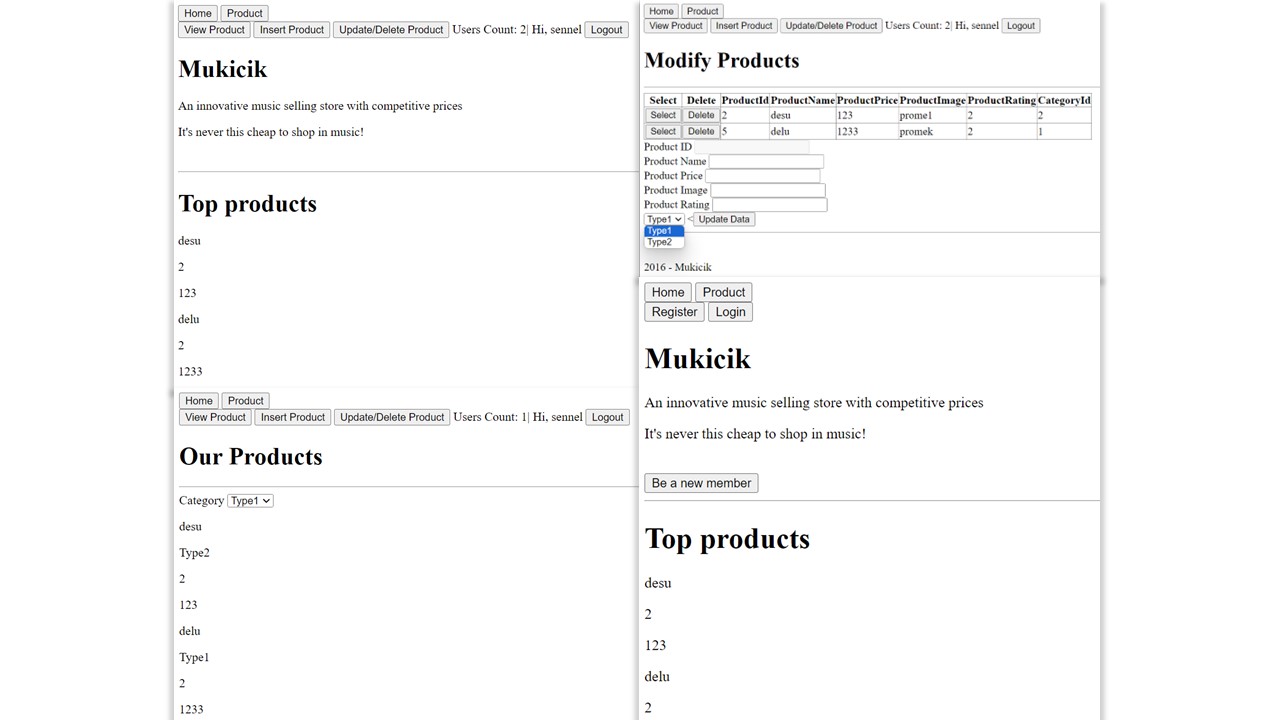 Home Product
View Product Insert Product Update/Delete Product Users Count: 2| Hi, sennel Logout
Mukicik
An innovative music selling store with competitive prices
It's never this cheap to shop in music!
Top products
desu
2
123
delu
2
1233
Home Product
View Product Insert Product Update/Delete Product Users Count: 1| Hi, sennel Logout
Our Products
Category Type1
desu
Type2
2
123
delu
Type1
2
1233
Home Product
View Product Insert Product Update/Delete Product Users Count: 2| Hi, sennel Logout
Modify Products
Select Delete ProductId ProductName ProductPrice ProductImage ProductRating CategoryId
Select Delete 2 desu 123 prome1 2 2
Select Delete 5 delu 1233 promek 2 1
Product ID
Product Name
Product Price
Product Image
Product Rating
Type1 < Update Data
Type1
Type2
2016 - Mukicik
Home Product
Register Login
Mukicik
An innovative music selling store with competitive prices
It's never this cheap to shop in music!
Be a new member
Top products
desu
2
123
delu
2